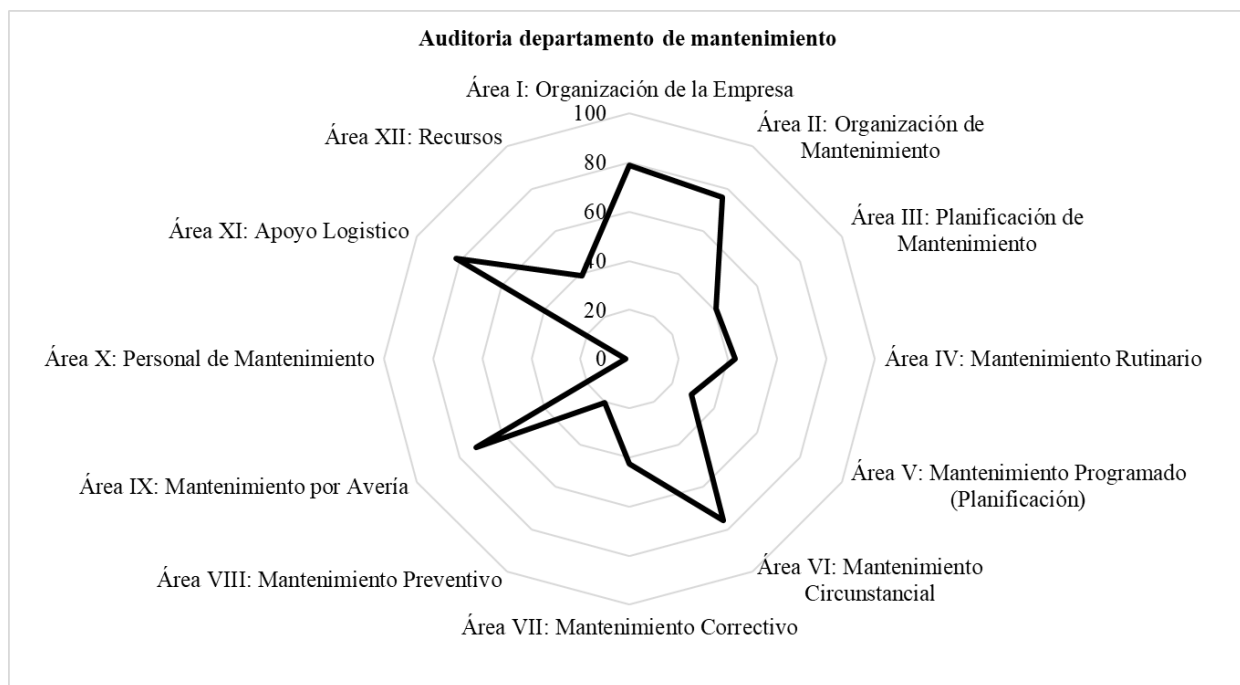 Auditoria departamento de mantenimiento
Área I: Organización de la Empresa
100
80
60
40
20
0
Área II: Organización de
Mantenimiento
Área III: Planificación de
Mantenimiento
Área IV: Mantenimiento Rutinario
Área V: Mantenimiento Programado
(Planificación)
Área VI: Mantenimiento
Circunstancial
Área VII: Mantenimiento Correctivo
Área VIII: Mantenimiento Preventivo
Área IX: Mantenimiento por Avería
Área X: Personal de Mantenimiento
Área XI: Apoyo Logistico
Área XII: Recursos